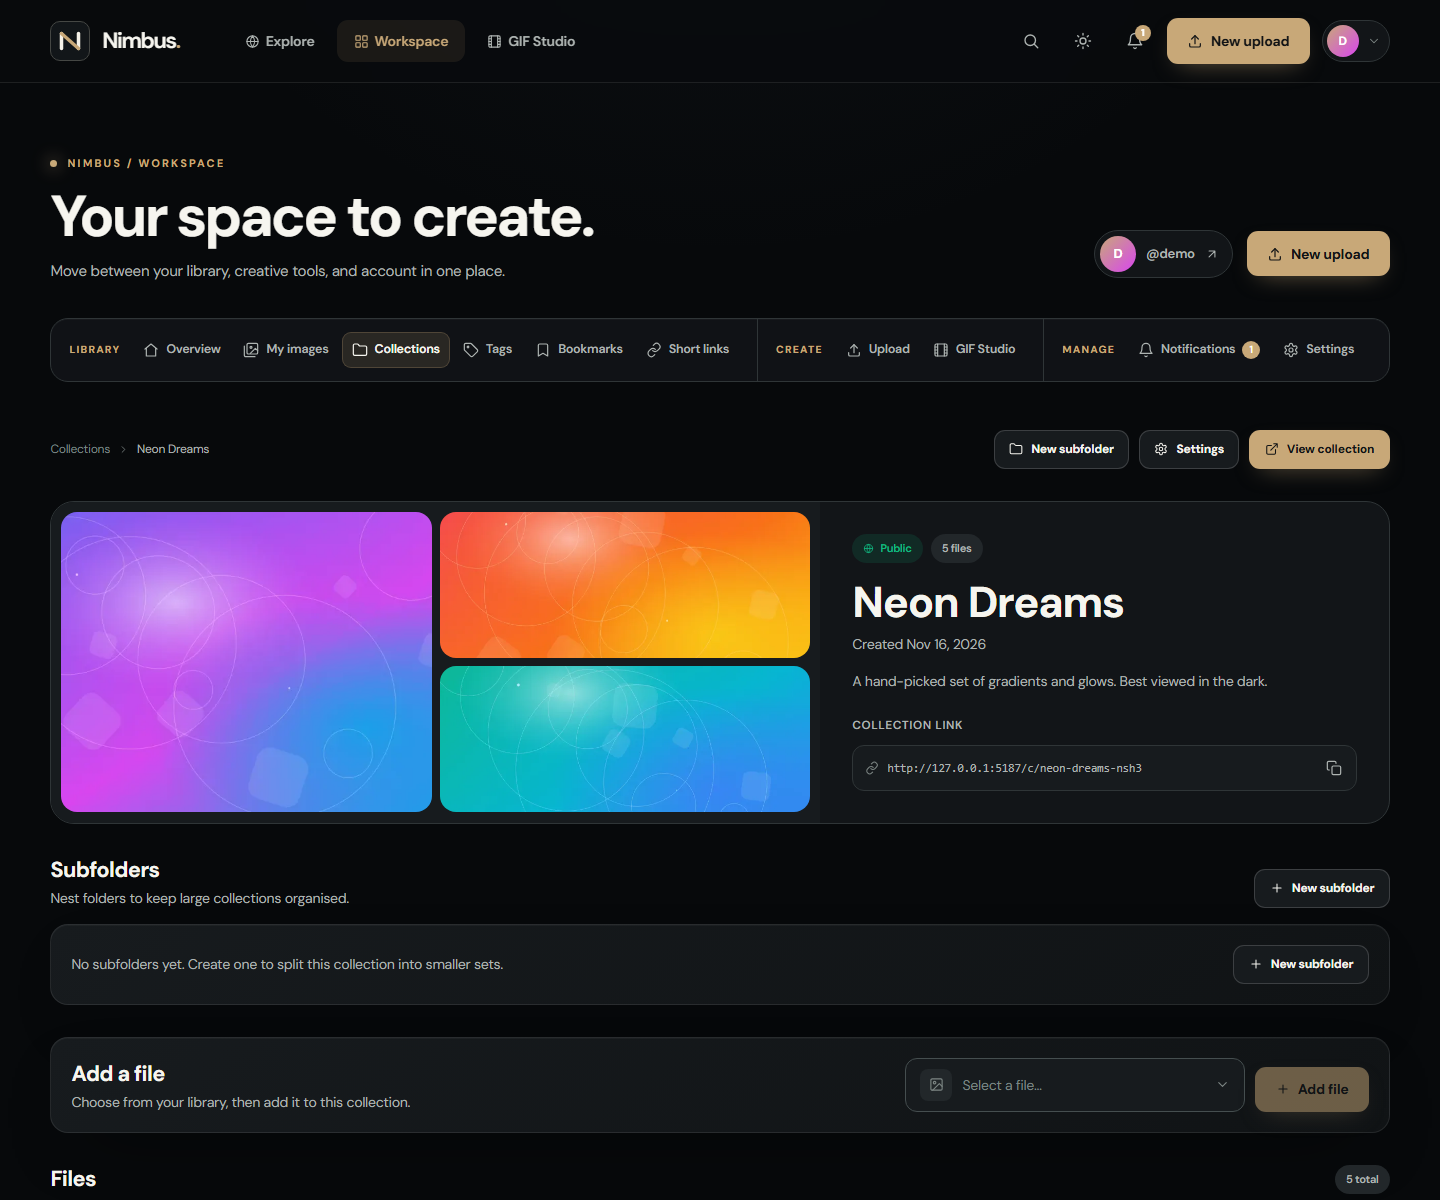 Nimbus.
Explore
Workspace
GIF Studio
1
New upload
D
NIMBUS / WORKSPACE
Your space to create.
Move between your library, creative tools, and account in one place.
D
@demo
New upload
LIBRARY
Overview
My images
Collections
Tags
Bookmarks
Short links
CREATE
Upload
GIF Studio
MANAGE
Notifications
1
Settings
Collections
Neon Dreams
New subfolder
Settings
View collection
Public
5 files
Neon Dreams
Created Nov 16, 2026
A hand-picked set of gradients and glows. Best viewed in the dark.
COLLECTION LINK
http://127.0.0.1:5187/c/neon-dreams-nsh3
Subfolders
Nest folders to keep large collections organised.
New subfolder
No subfolders yet. Create one to split this collection into smaller sets.
New subfolder
Add a file
Choose from your library, then add it to this collection.
Select a file...
Add file
Files
5 total